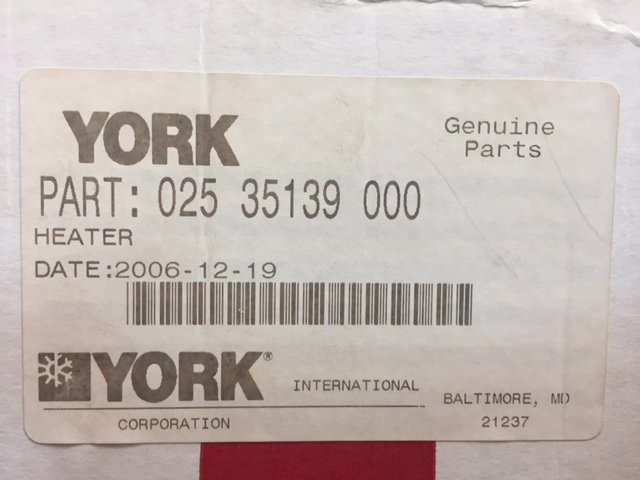 YORK
Genuine
Parts
PART: 025 35139 000
HEATER
DATE:2006-12-19
YORK®
INTERNATIONAL
CORPORATION
BALTIMORE, MD
21237